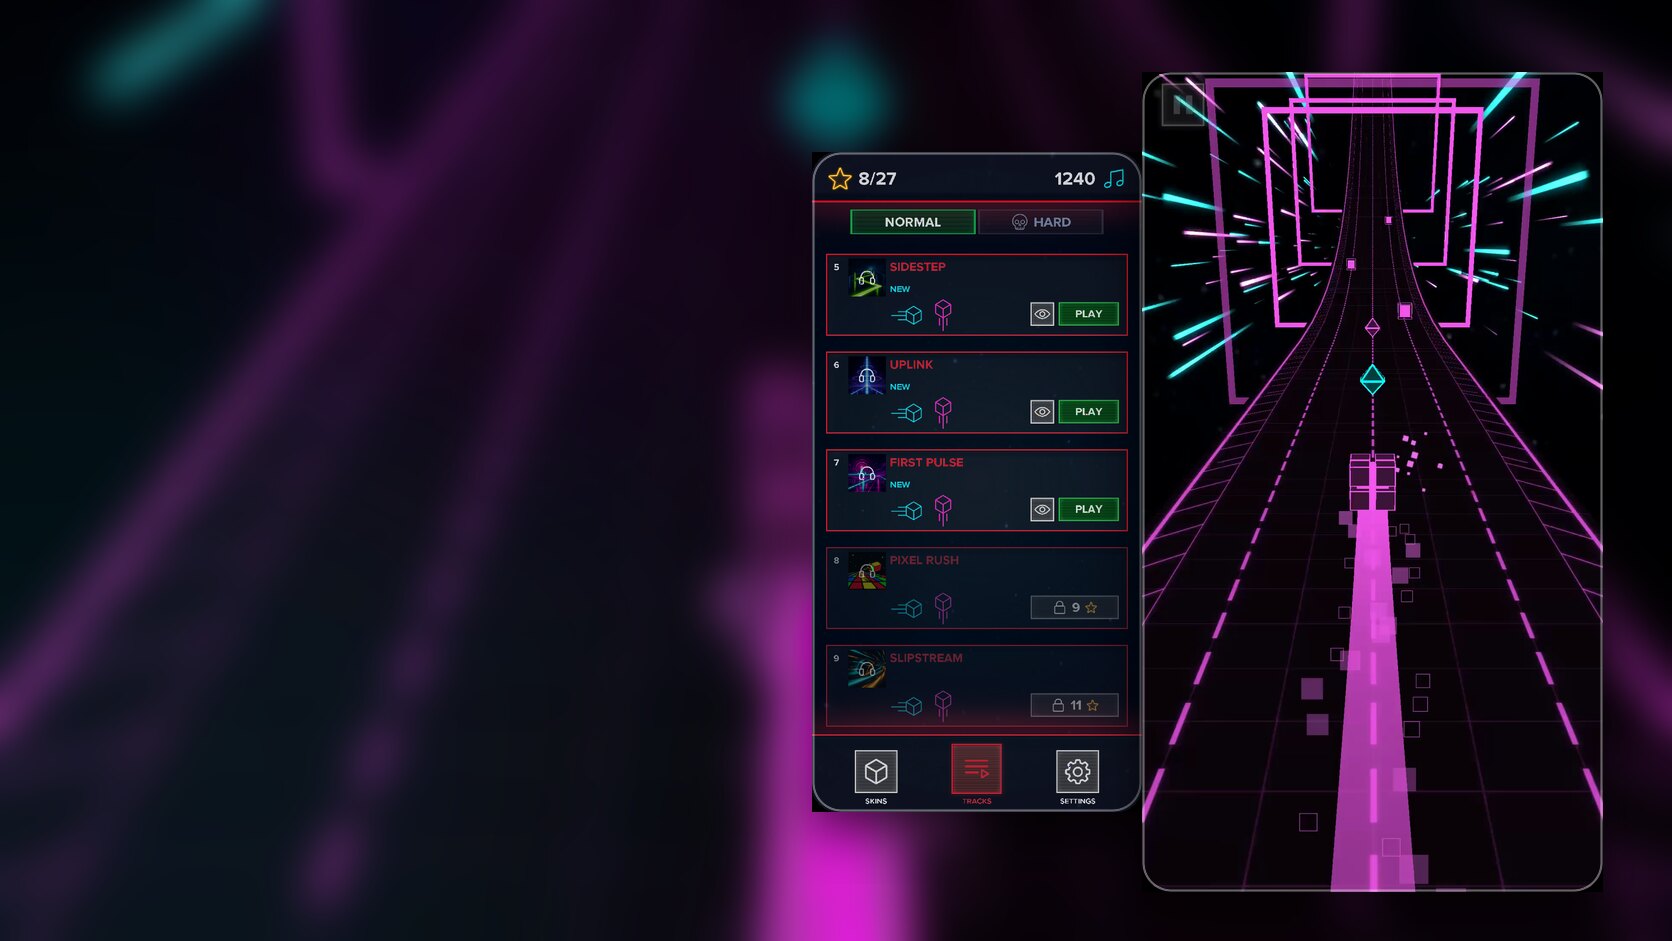 8/27
1240
NORMAL
HARD
5
SIDESTEP
NEW
PLAY
6
UPLINK
NEW
PLAY
7
FIRST PULSE
NEW
PLAY
8
PIXEL RUSH
9
9
SLIPSTREAM
11
SKINS
TRACKS
SETTINGS